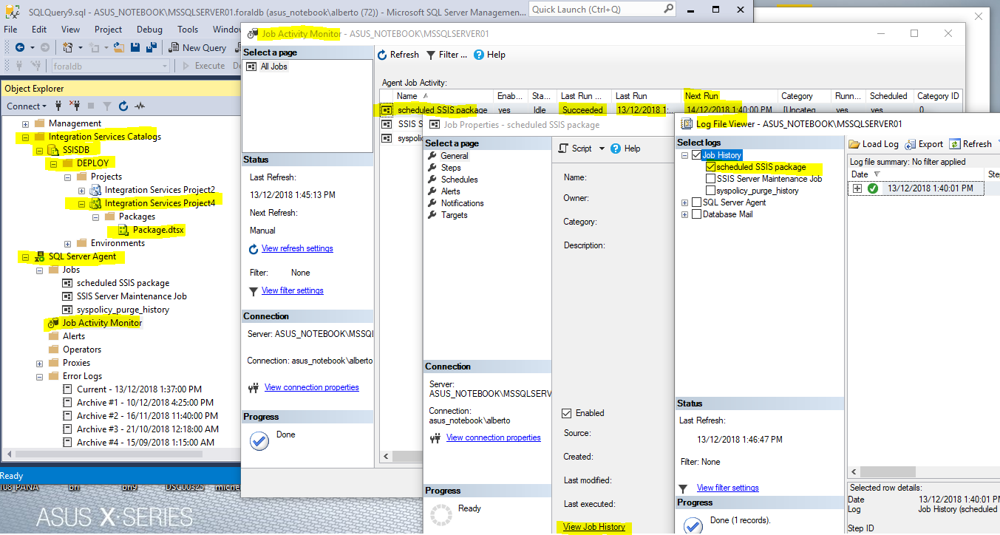 SQLQuery9.sql - ASUS_NOTEBOOK\MSSQLSERVER01.foraldb (asus_notebook\alberto (72)) - Microsoft SQL Server Managem...
Quick Launch (Ctrl+Q)
File Edit View Project Debug Tools Window
New Query
foraldb
Execute
Object Explorer
Connect
Management
Integration Services Catalogs
SSISDB
DEPLOY
Projects
Integration Services Project2
Integration Services Project4
Packages
Package.dtsx
Environments
SQL Server Agent
Jobs
scheduled SSIS package
SSIS Server Maintenance Job
syspolicy_purge_history
Job Activity Monitor
Alerts
Operators
Proxies
Error Logs
Current - 13/12/2018 1:37:00 PM
Archive #1 - 10/12/2018 4:25:00 PM
Archive #2 - 16/11/2018 11:40:00 PM
Archive #3 - 21/10/2018 12:18:00 AM
Archive #4 - 15/09/2018 1:15:00 AM
Ready
ASUS X-SERIES
Job Activity Monitor - ASUS_NOTEBOOK\MSSQLSERVER01
Select a page
All Jobs
Refresh Filter ... Help
Agent Job Activity:
Name Enab... Sta... Last Run ... Last Run Next Run Category Runn... Scheduled Category ID
scheduled SSIS package yes Idle Succeeded 13/12/2018 1:... 14/12/2018 1:40:00 PM [Uncateg yes yes
SSIS S
syspolic
Status
Last Refresh:
13/12/2018 1:45:13 PM
Next Refresh:
Manual
View refresh settings
Filter: None
View filter settings
Connection
Server: ASUS_NOTEBOOK\MSSQL
Connection: asus_notebook\alberto
View connection properties
Progress
Done
Job Properties - scheduled SSIS package
Select a page
General
Steps
Schedules
Alerts
Notifications
Targets
Script Help
Name:
Owner:
Category:
Description:
Enabled
Source:
Created:
Last modified:
Last executed:
View Job History
Connection
Server:
ASUS_NOTEBOOK\MSSQLSERV
Connection:
asus_notebook\alberto
View connection properties
Progress
Ready
Log File Viewer - ASUS_NOTEBOOK\MSSQLSERVER01
Select logs
Job History
scheduled SSIS package
SSIS Server Maintenance Job
syspolicy_purge_history
SQL Server Agent
Database Mail
Load Log Export Refresh
Log file summary: No filter applied
Date Step
13/12/2018 1:40:01 PM
Status
Last Refresh:
13/12/2018 1:46:47 PM
Filter: None
View filter settings
Progress
Done (1 records).
Selected row details:
Date 13/12/2018 1:40:01 PM
Log Job History (scheduled
Step ID